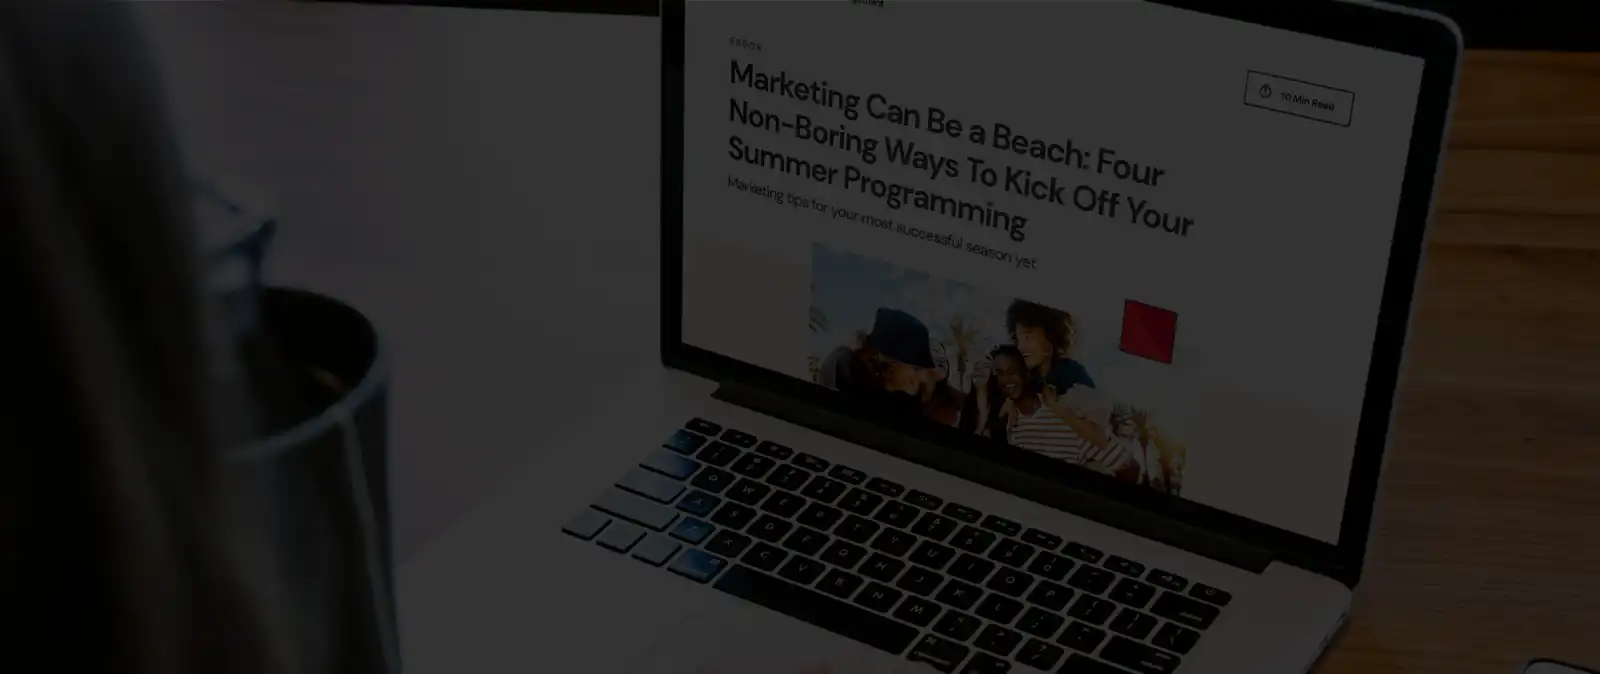 EBOOK
10 Min Read
Marketing Can Be a Beach: Four
Non-Boring Ways To Kick Off Your
Summer Programming
Marketing tips for your most successful season yet